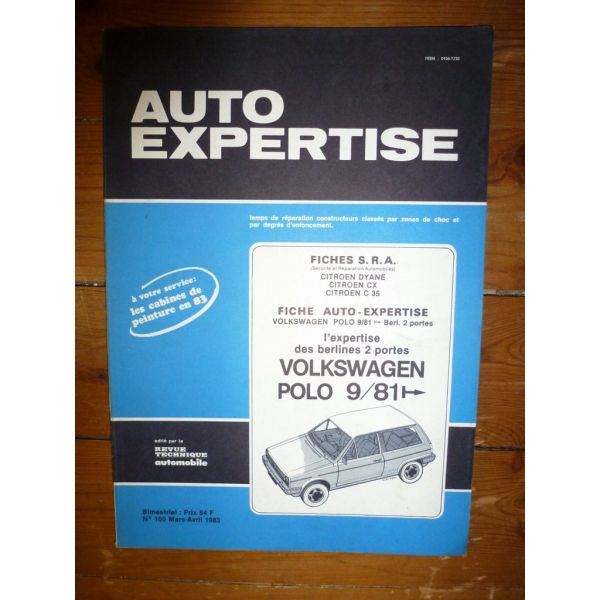 ISSN : 0100-7230
AUTO
EXPERTISE
temps de réparation constructeurs classés par zones de choc et
par degrés d'enfoncement.
à votre service:
les cabines de
peinture en 83
FICHES S.R.A.
(Sécurité et Réparation Automobiles)
CITROEN DYANE
CITROEN CX
CITROEN C 35
FICHE AUTO-EXPERTISE
VOLKSWAGEN POLO 9/81 ↦ Berl. 2 portes
l'expertise
des berlines 2 portes
VOLKSWAGEN
POLO 9/81 ↦
édité par la
REVUE
TECHNIQUE
automobile
Bimestriel : Prix 64 F
N° 100 Mars-Avril 1983